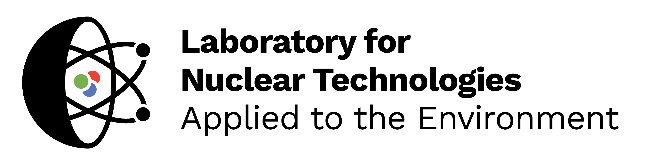 Laboratory for
Nuclear Technologies
Applied to the Environment